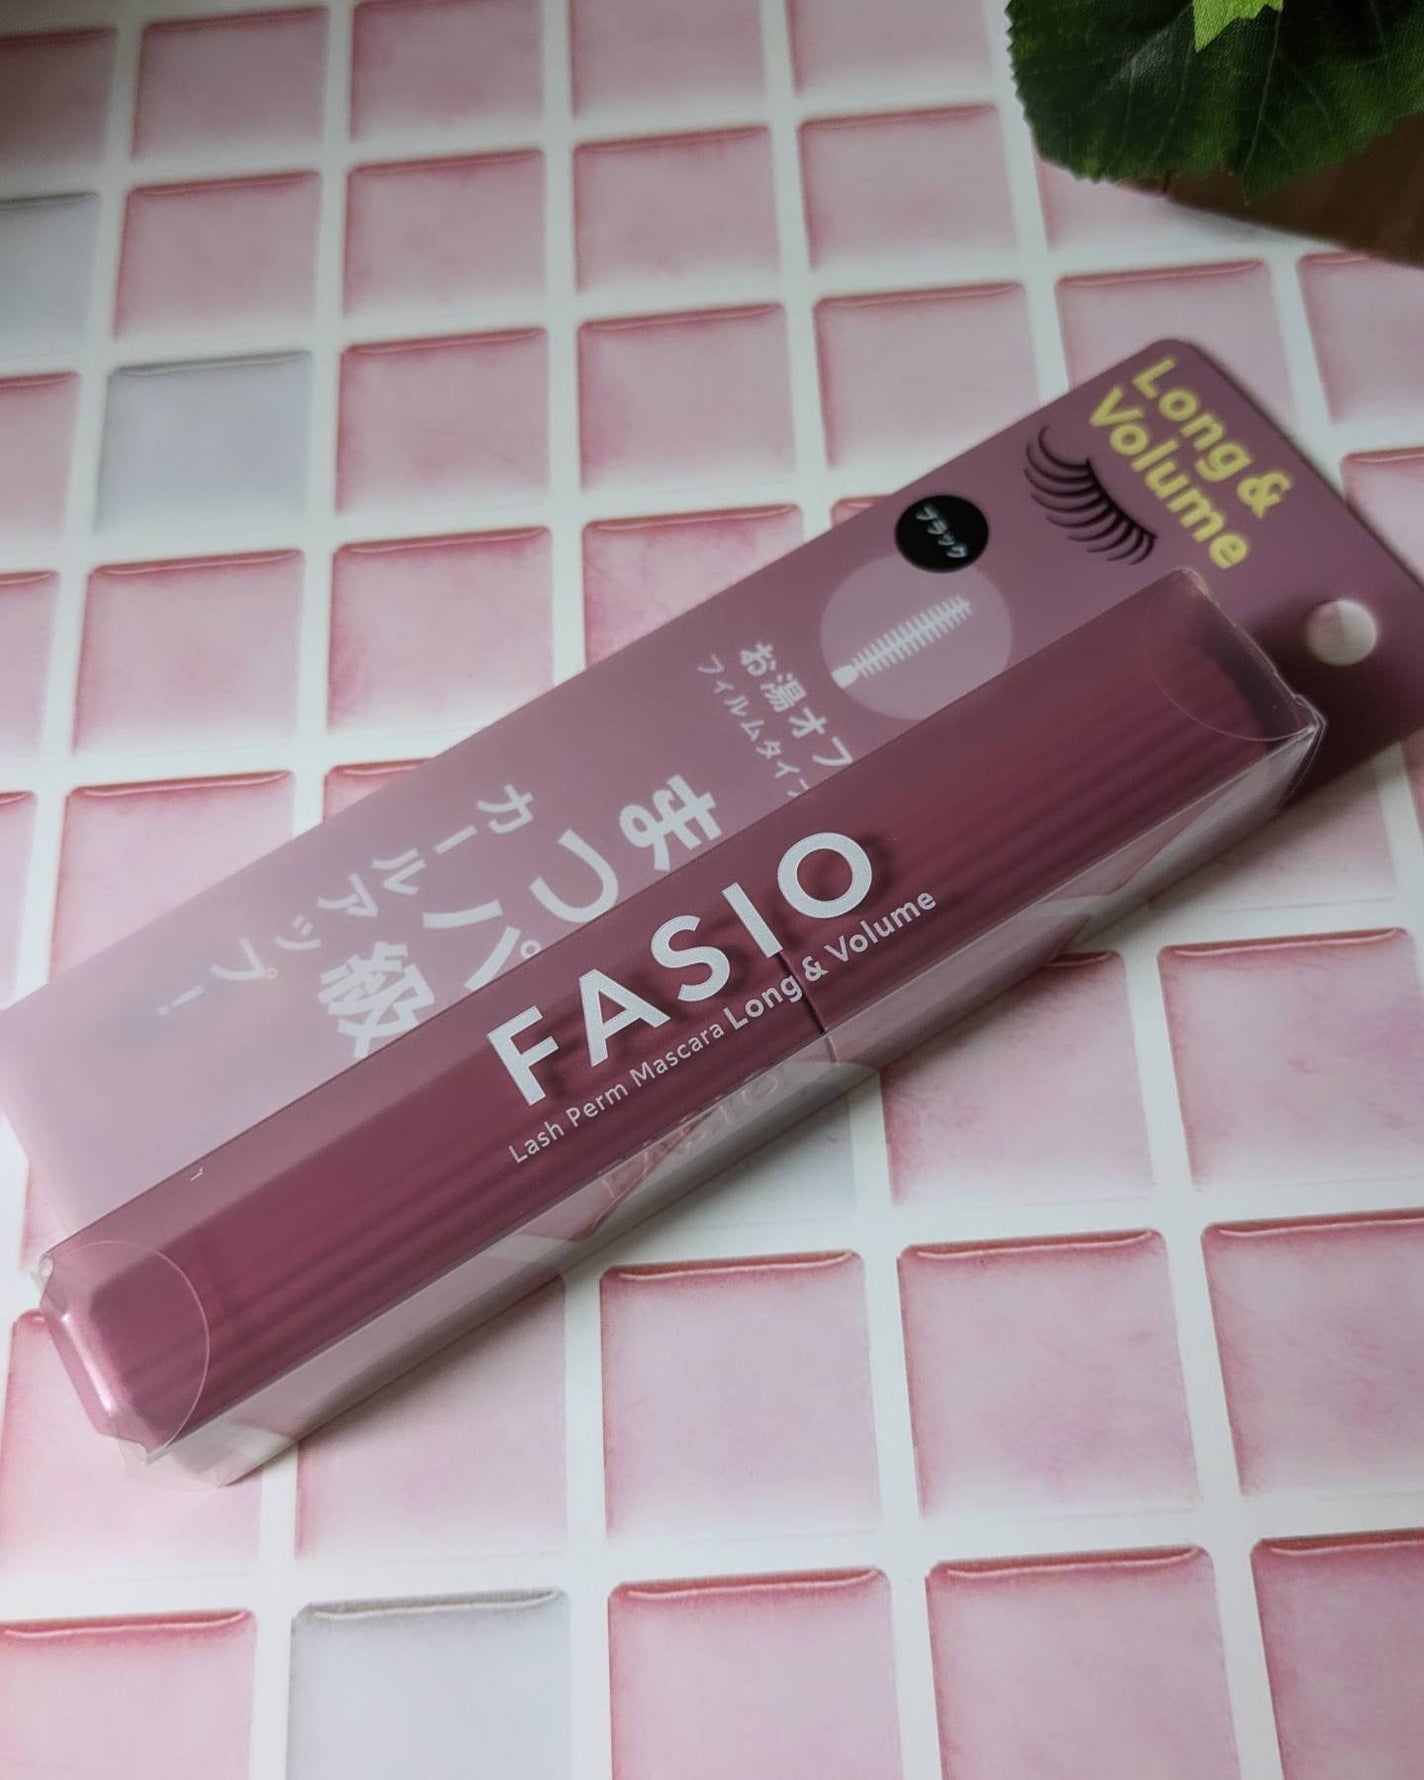 Long &
Volume
ブラック
お湯オフ
フィルムタイプ
まつパ級
カールアップ!
FASIO
Lash Perm Mascara Long & Volume